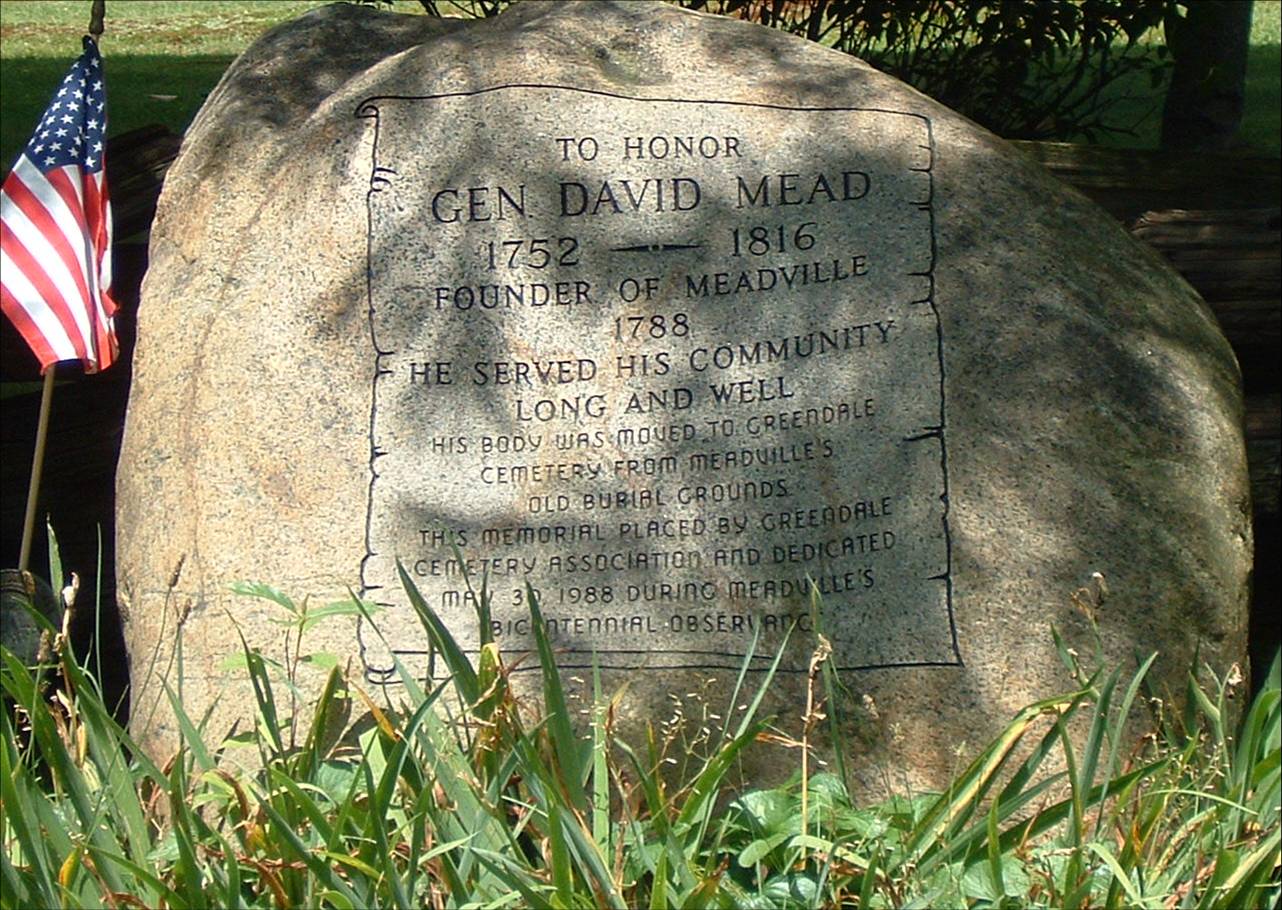 TO HONOR
GEN. DAVID MEAD
1752 — 1816
FOUNDER OF MEADVILLE
1788
HE SERVED HIS COMMUNITY
LONG AND WELL
HIS BODY WAS MOVED TO GREENDALE
CEMETERY FROM MEADVILLE'S
OLD BURIAL GROUNDS.
THIS MEMORIAL PLACED BY GREENDALE
CEMETERY ASSOCIATION AND DEDICATED
MAY 30, 1988 DURING MEADVILLE'S
BICENTENNIAL OBSERVANCE